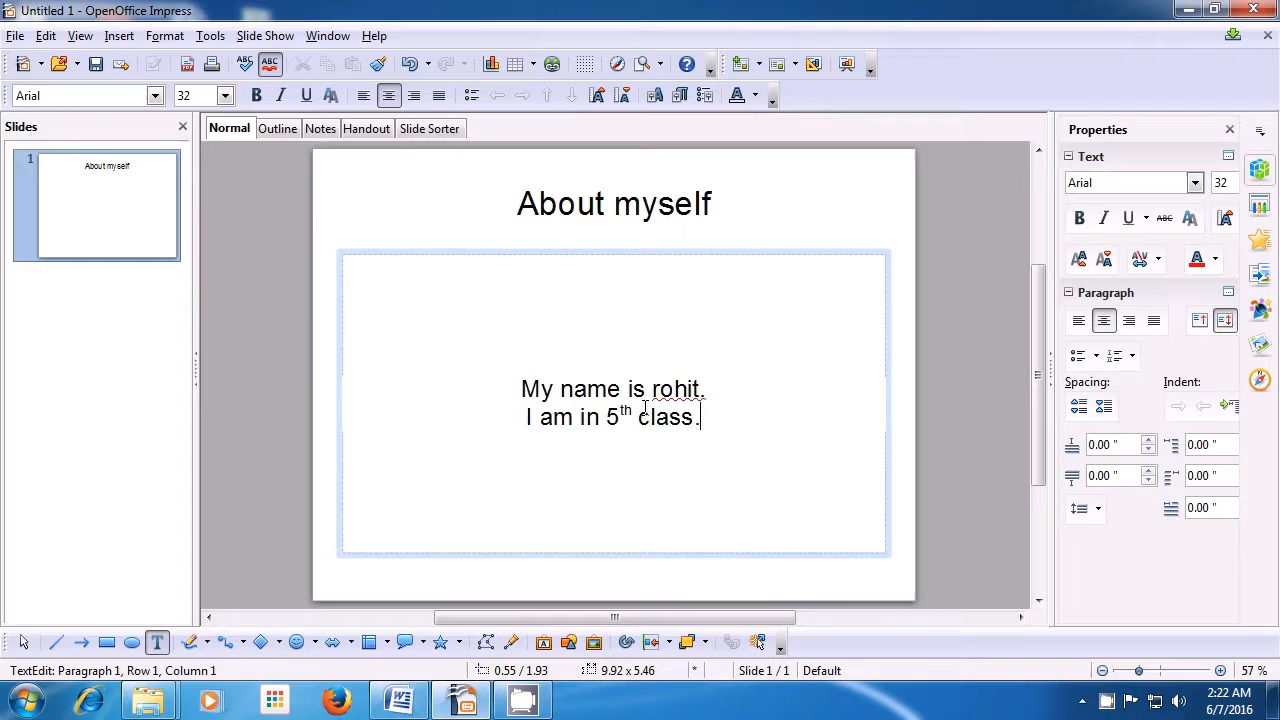 Untitled 1 - OpenOffice Impress
File Edit View Insert Format Tools Slide Show Window Help
Arial 32
Slides
Normal Outline Notes Handout Slide Sorter
1
About myself
About myself
My name is rohit.
I am in 5th class.
Properties
Text
Arial 32
Paragraph
Spacing: Indent:
0.00 " 0.00 "
0.00 " 0.00 "
0.00 "
TextEdit: Paragraph 1, Row 1, Column 1 0.55 / 1.93 9.92 x 5.46 * Slide 1 / 1 Default 57 %
2:22 AM
6/7/2016